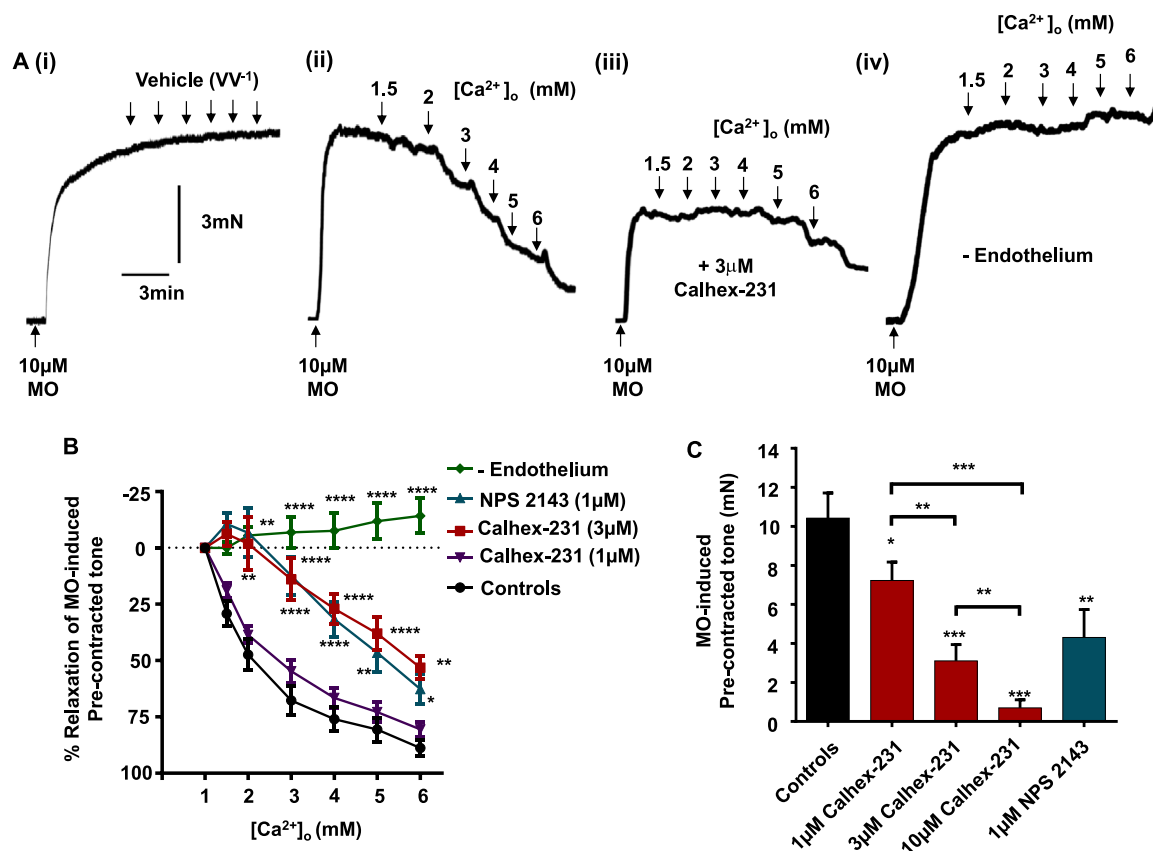 A (i)
Vehicle (VV-1)
3mN
3min
10µM
MO
(ii)
[Ca2+]o (mM)
1.5
2
3
4
5
6
10µM
MO
(iii)
[Ca2+]o (mM)
1.5
2
3
4
5
6
+ 3µM
Calhex-231
10µM
MO
(iv)
[Ca2+]o (mM)
1.5
2
3
4
5
6
- Endothelium
10µM
MO
B
% Relaxation of MO-induced
Pre-contracted tone
-25
0
25
50
75
100
1 2 3 4 5 6
[Ca2+]o (mM)
** **** **** **** ****
** **** **** **** **
**** **** ** *
- Endothelium
NPS 2143 (1µM)
Calhex-231 (3µM)
Calhex-231 (1µM)
Controls
C
MO-induced
Pre-contracted tone (mN)
14
12
10
8
6
4
2
0
***
**
*
**
***
***
**
Controls
1µM Calhex-231
3µM Calhex-231
10µM Calhex-231
1µM NPS 2143